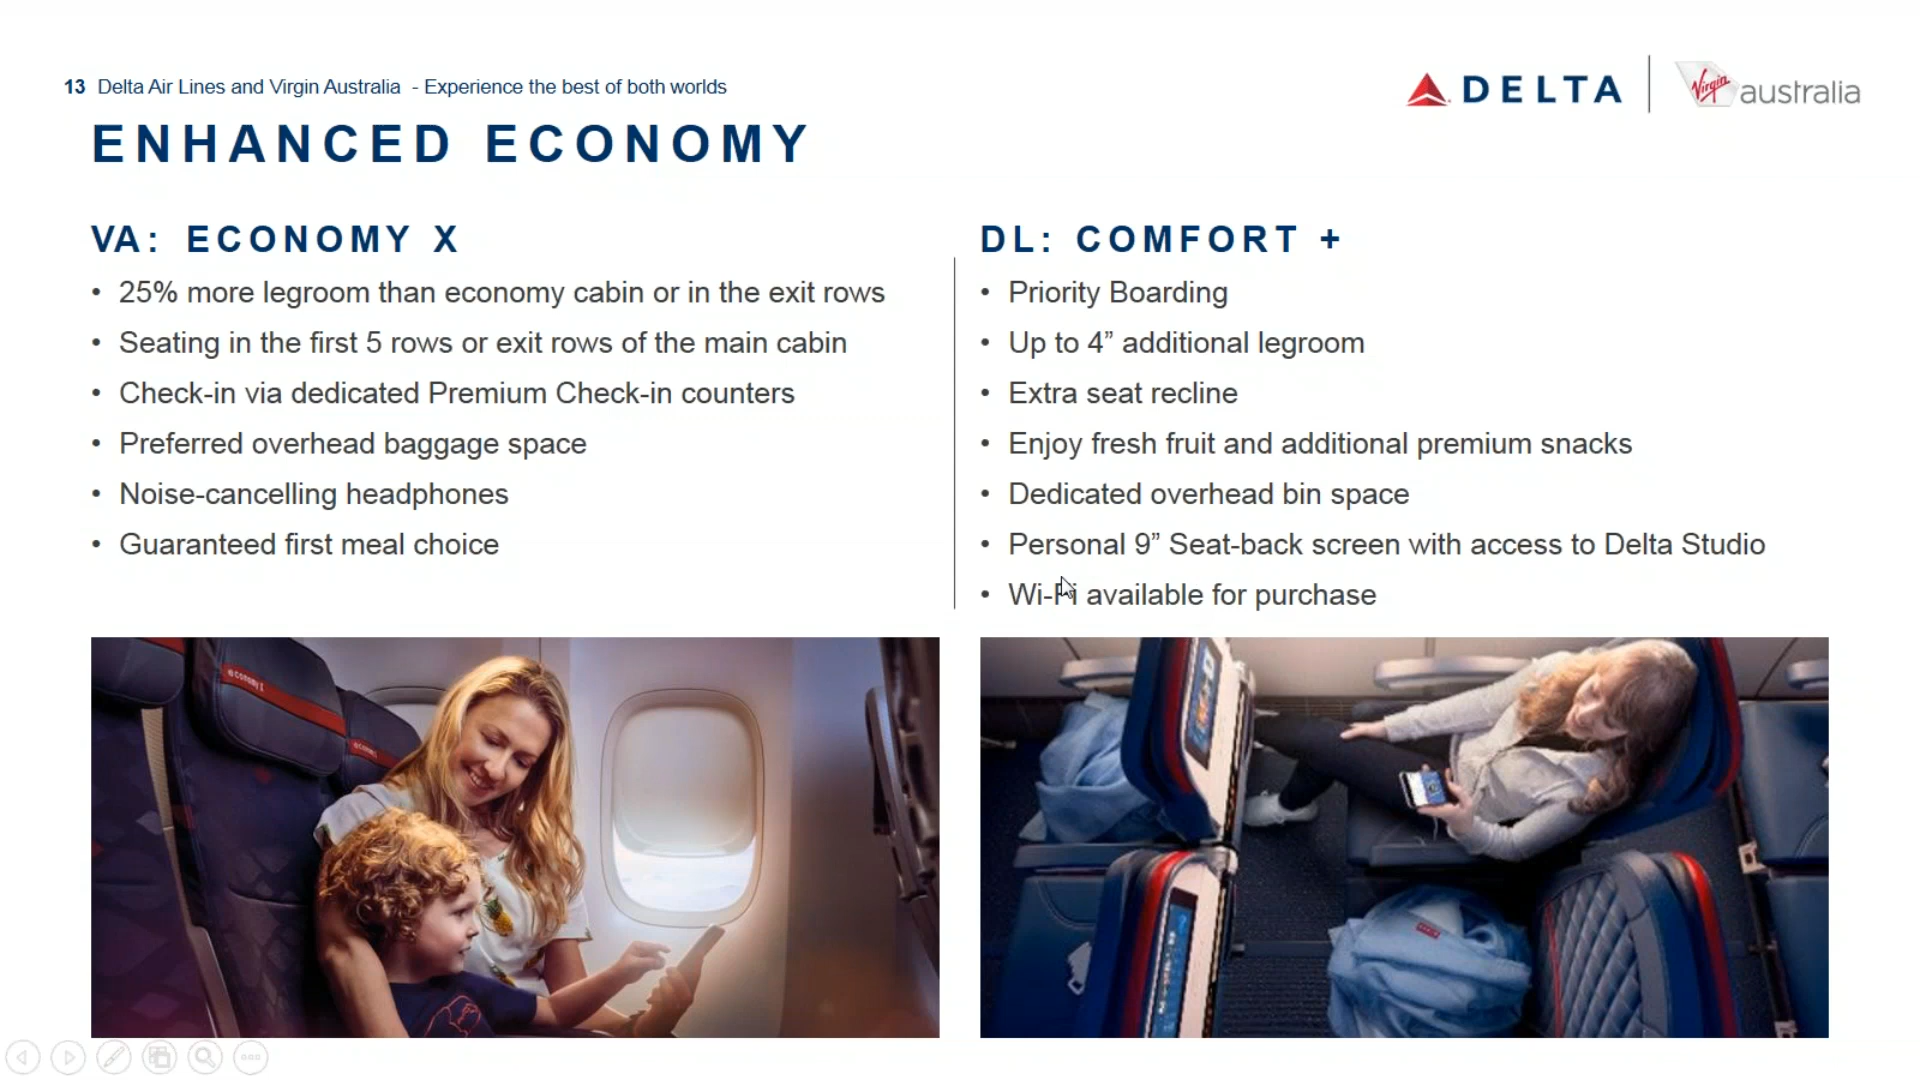 13 Delta Air Lines and Virgin Australia - Experience the best of both worlds
DELTA
Virgin australia
ENHANCED ECONOMY
VA: ECONOMY X
• 25% more legroom than economy cabin or in the exit rows
• Seating in the first 5 rows or exit rows of the main cabin
• Check-in via dedicated Premium Check-in counters
• Preferred overhead baggage space
• Noise-cancelling headphones
• Guaranteed first meal choice
DL: COMFORT +
• Priority Boarding
• Up to 4” additional legroom
• Extra seat recline
• Enjoy fresh fruit and additional premium snacks
• Dedicated overhead bin space
• Personal 9” Seat-back screen with access to Delta Studio
• Wi-Fi available for purchase
economy X